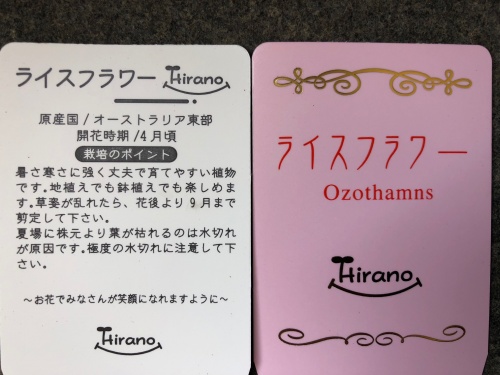 ライスフラワー Hirano
原産国/オーストラリア東部
開花時期/4月頃
栽培のポイント
暑さ寒さに強く丈夫で育てやすい植物
です。地植えでも鉢植えでも楽しめま
す。草姿が乱れたら、花後より9月まで
剪定して下さい。
夏場に株元より葉が枯れるのは水切れ
が原因です。極度の水切れに注意して下
さい。
～お花でみなさんが笑顔になれますように～
Hirano
ライスフラワー
Ozothamns
Hirano